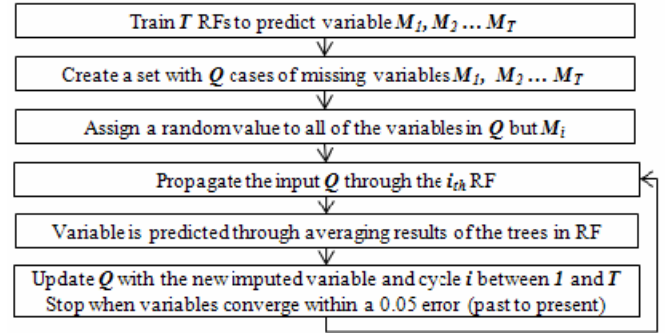 Train T RFs to predict variable M1, M2 ... MT
Create a set with Q cases of missing variables M1, M2 ... MT
Assign a random value to all of the variables in Q but Mi
Propagate the input Q through the ith RF
Variable is predicted through averaging results of the trees in RF
Update Q with the new imputed variable and cycle i between 1 and T
Stop when variables converge within a 0.05 error (past to present)